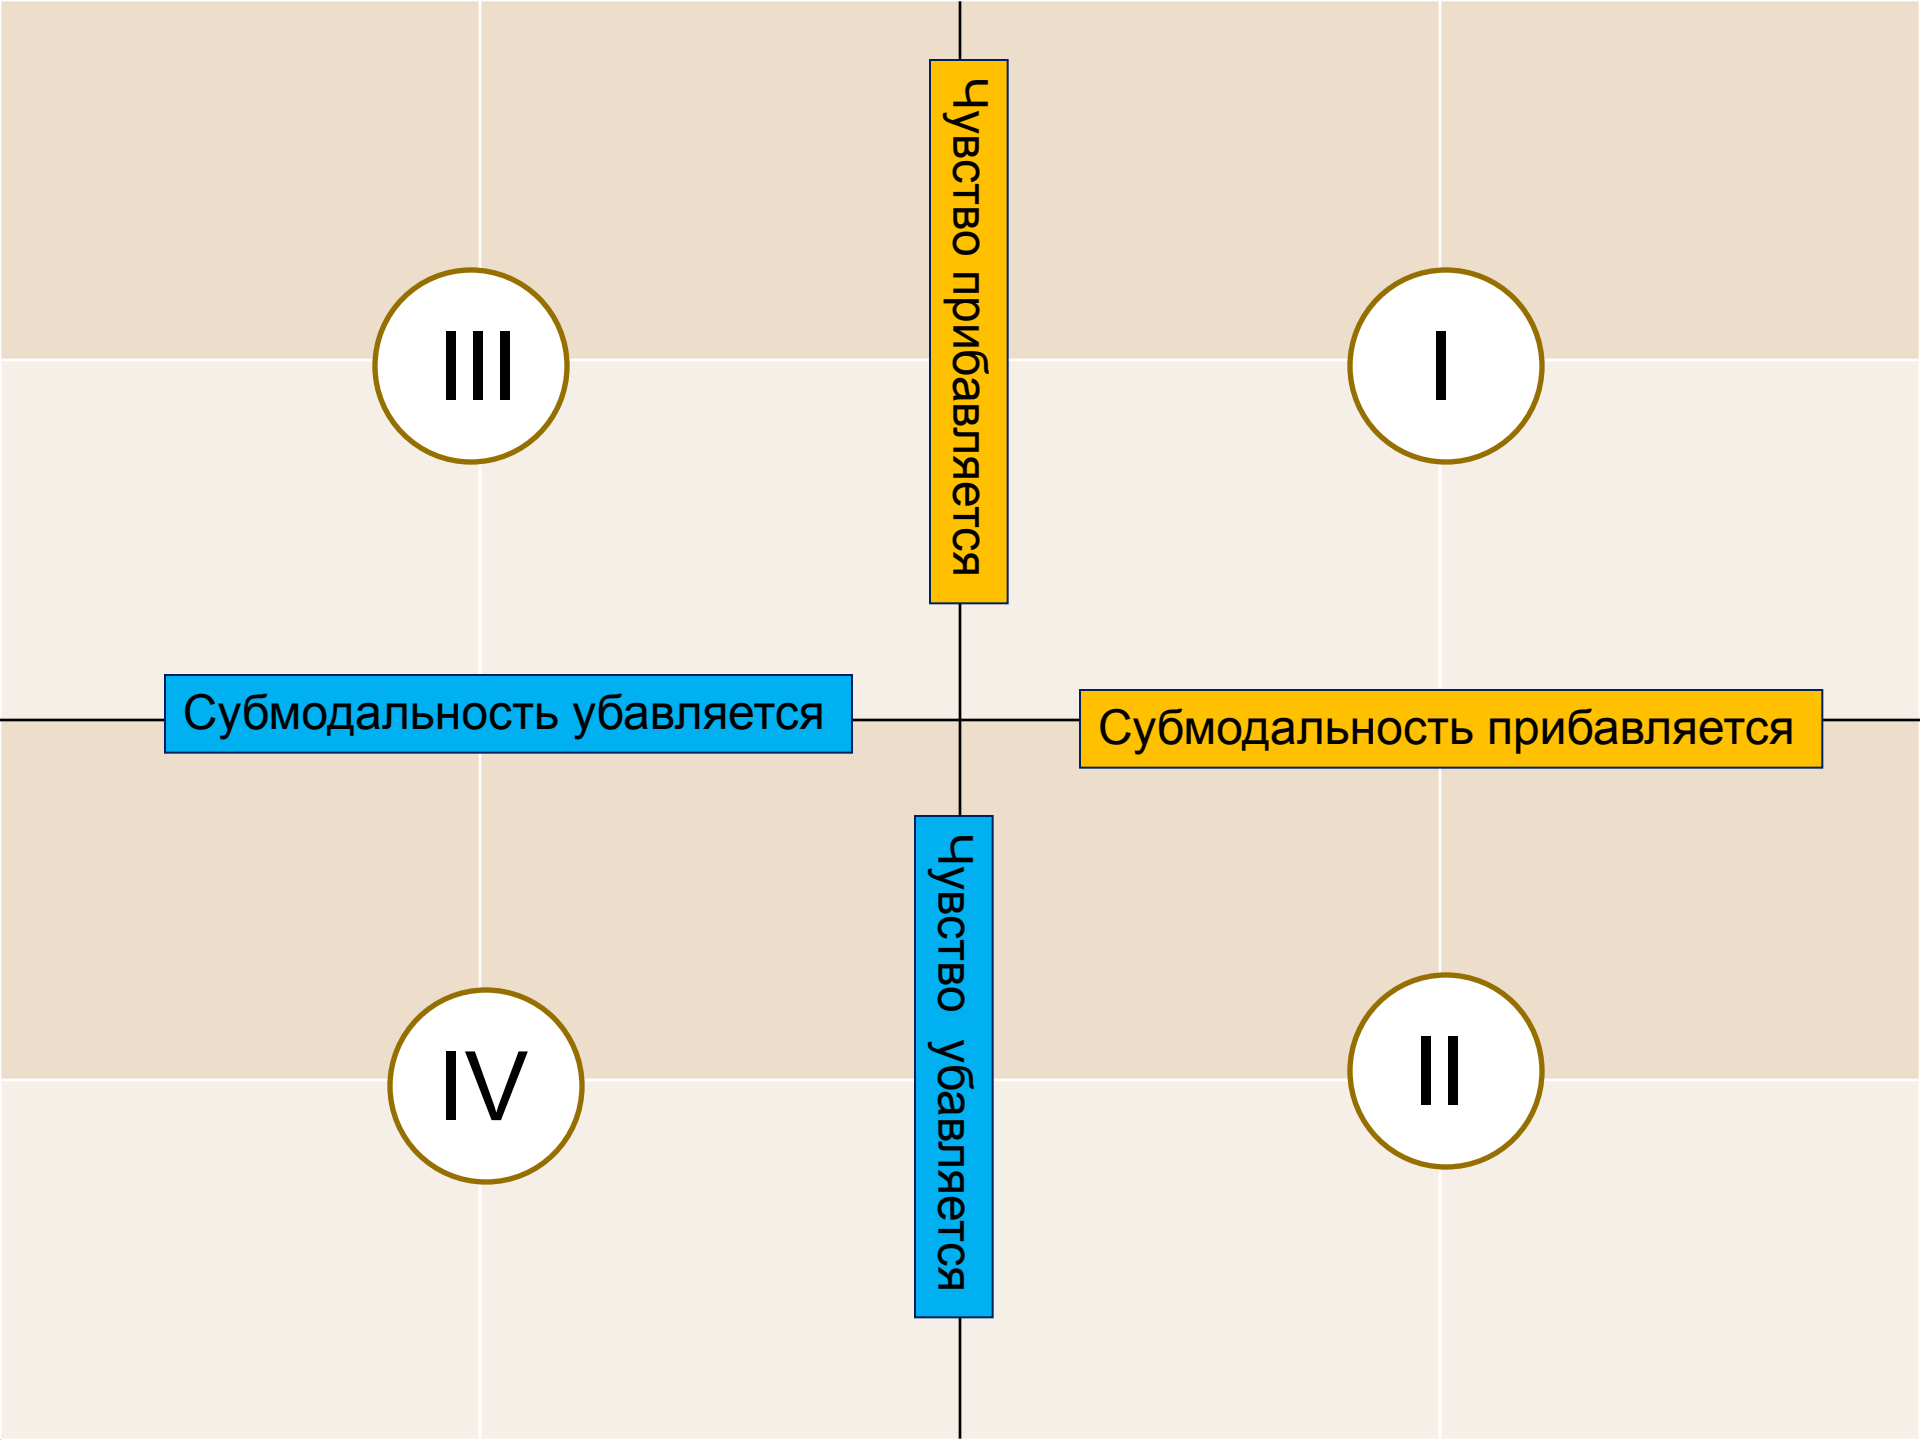 Чувство прибавляется
III
I
Субмодальность убавляется
Субмодальность прибавляется
Чувство убавляется
IV
II